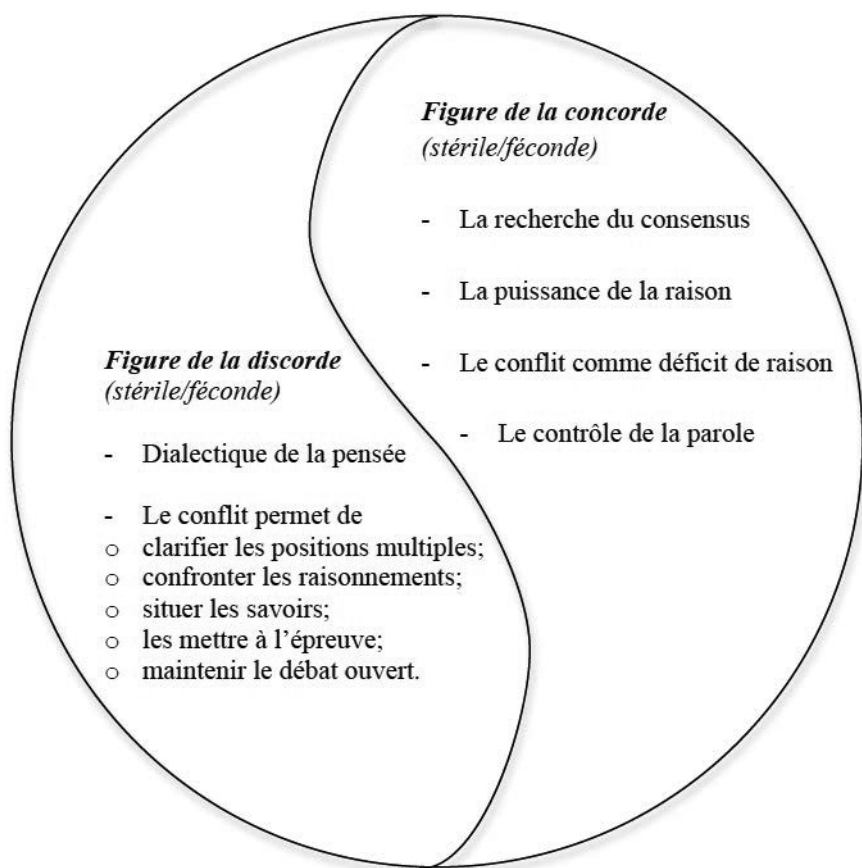 Figure de la concorde
(stérile/féconde)
- La recherche du consensus
- La puissance de la raison
- Le conflit comme déficit de raison
- Le contrôle de la parole
Figure de la discorde
(stérile/féconde)
- Dialectique de la pensée
- Le conflit permet de
o clarifier les positions multiples;
o confronter les raisonnements;
o situer les savoirs;
o les mettre à l’épreuve;
o maintenir le débat ouvert.